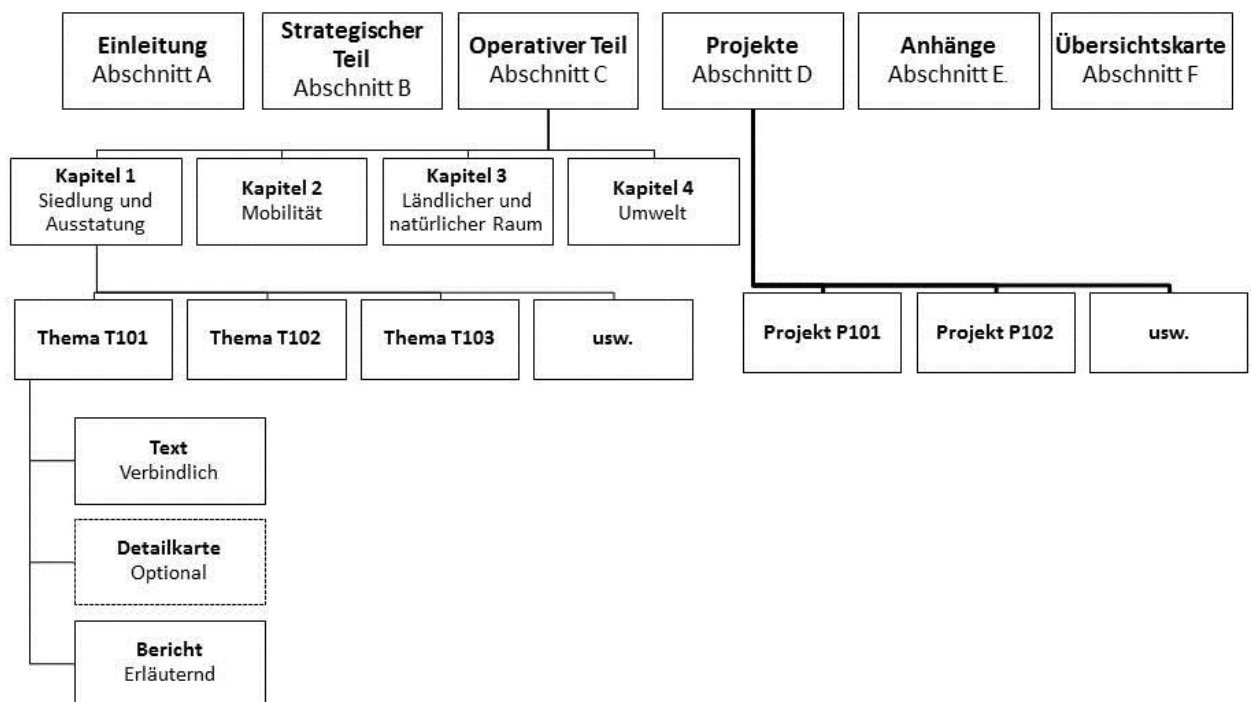 Einleitung
Abschnitt A
Strategischer
Teil
Abschnitt B
Operativer Teil
Abschnitt C
Projekte
Abschnitt D
Anhänge
Abschnitt E
Übersichtskarte
Abschnitt F
Kapitel 1
Siedlung und
Ausstatung
Kapitel 2
Mobilität
Kapitel 3
Ländlicher und
natürlicher Raum
Kapitel 4
Umwelt
Thema T101
Thema T102
Thema T103
usw.
Projekt P101
Projekt P102
usw.
Text
Verbindlich
Detailkarte
Optional
Bericht
Erläuternd